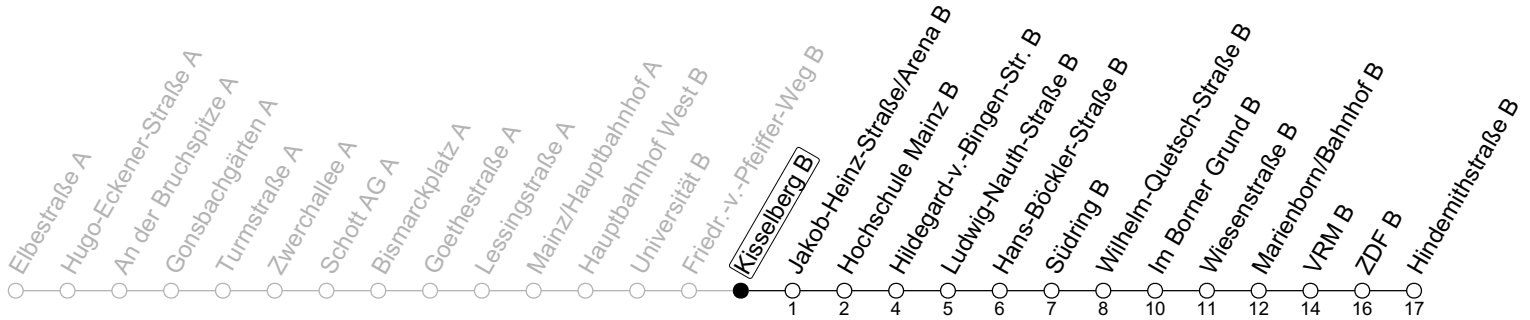 Elbestraße A
Hugo-Eckener-Straße A
An der Bruchspitze A
Gonsbachgärten A
Turmstraße A
Zwerchallee A
Schott AG A
Bismarckplatz A
Goethestraße A
Lessingstraße A
Mainz/Hauptbahnhof A
Hauptbahnhof West B
Universität B
Friedr.-v.-Pfeiffer-Weg B
Kisselberg B
Jakob-Heinz-Straße/Arena B
Hochschule Mainz B
Hildegard-v.-Bingen-Str. B
Ludwig-Nauth-Straße B
Hans-Böckler-Straße B
Südring B
Wilhelm-Quetsch-Straße B
Im Borner Grund B
Wiesenstraße B
Marienborn/Bahnhof B
VRM B
ZDF B
Hindemithstraße B
1 2 4 5 6 7 8 10 11 12 14 16 17